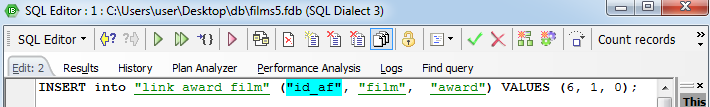 SQL Editor : 1 : C:\Users\user\Desktop\db\films5.fdb (SQL Dialect 3)
SQL Editor Count records
Edit: 2 Results History Plan Analyzer Performance Analysis Logs Find query
INSERT into "link award film" ("id_af", "film", "award") VALUES (6, 1, 0);
This